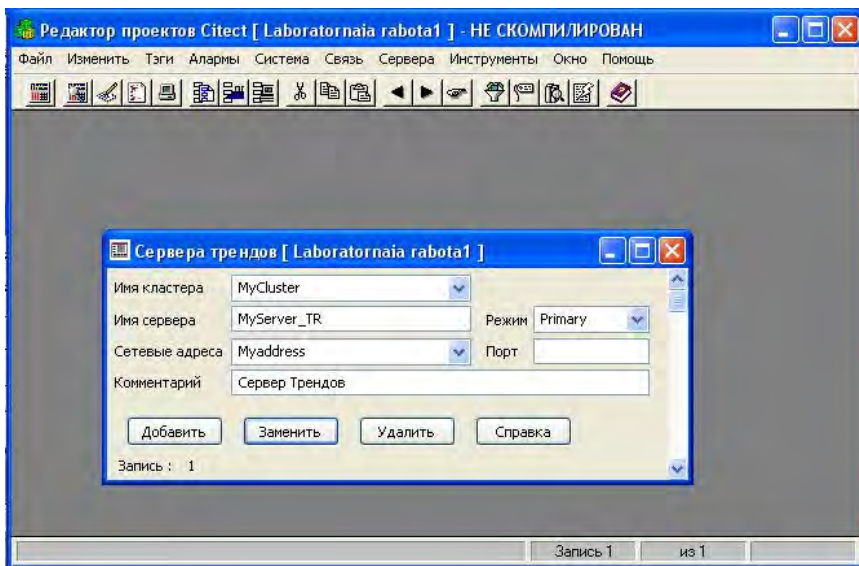 Редактор проектов Citect [ Laboratornaia rabota1 ] - НЕ СКОМПИЛИРОВАН
Файл Изменить Тэги Алармы Система Связь Сервера Инструменты Окно Помощь
Сервера трендов [ Laboratornaia rabota1 ]
Имя кластера MyCluster
Имя сервера MyServer_TR Режим Primary
Сетевые адреса Myaddress Порт
Комментарий Сервер Трендов
Добавить Заменить Удалить Справка
Запись : 1
Запись 1 из 1